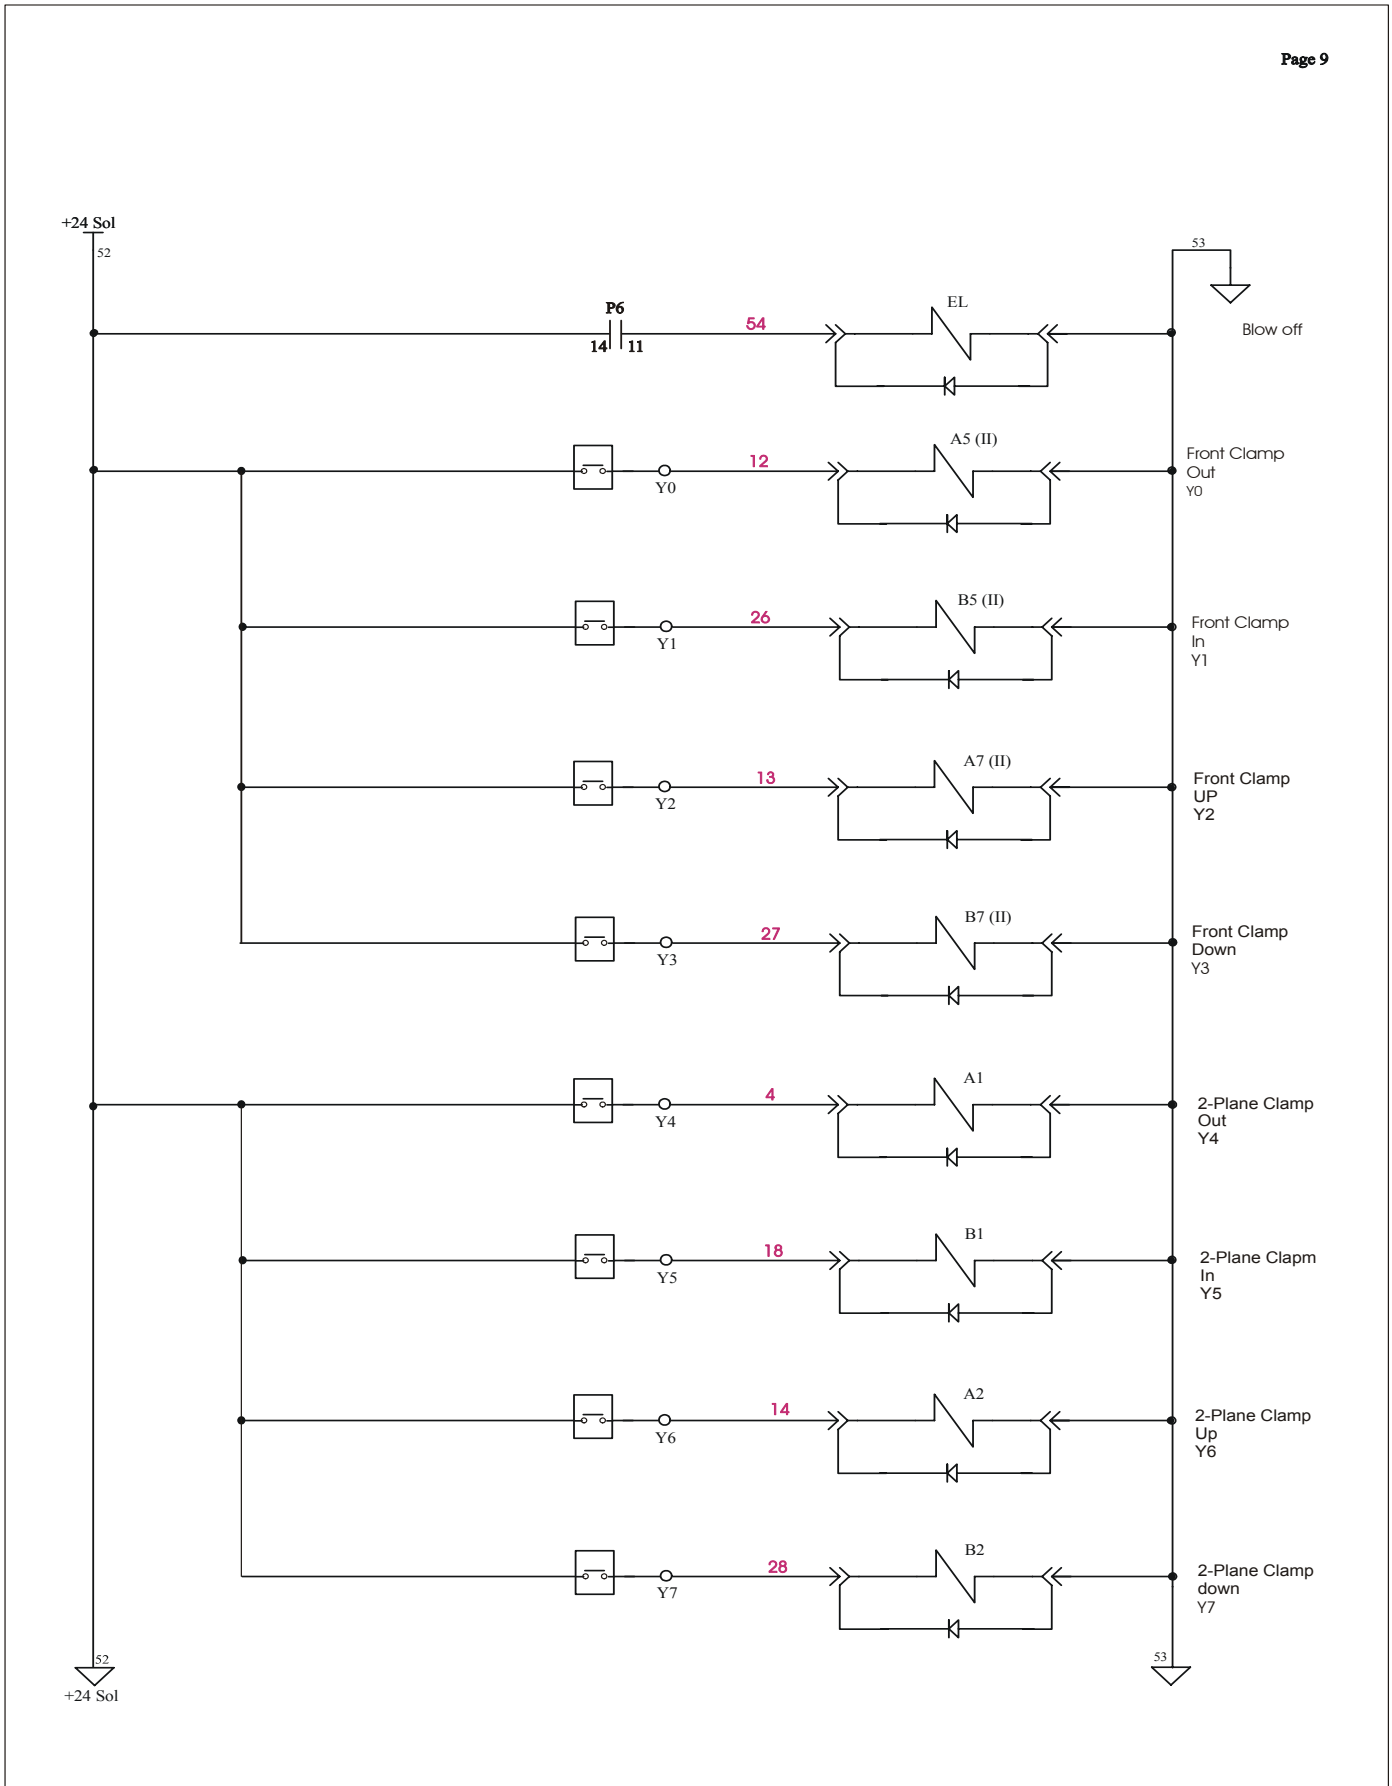 Page 9
+24 Sol
52
53
P6
14 11
54
EL
Blow off
A5 (II)
12
Y0
Front Clamp
Out
Y0
B5 (II)
26
Y1
Front Clamp
In
Y1
A7 (II)
13
Y2
Front Clamp
UP
Y2
B7 (II)
27
Y3
Front Clamp
Down
Y3
A1
4
Y4
2-Plane Clamp
Out
Y4
B1
18
Y5
2-Plane Clapm
In
Y5
A2
14
Y6
2-Plane Clamp
Up
Y6
B2
28
Y7
2-Plane Clamp
down
Y7
52
+24 Sol
53